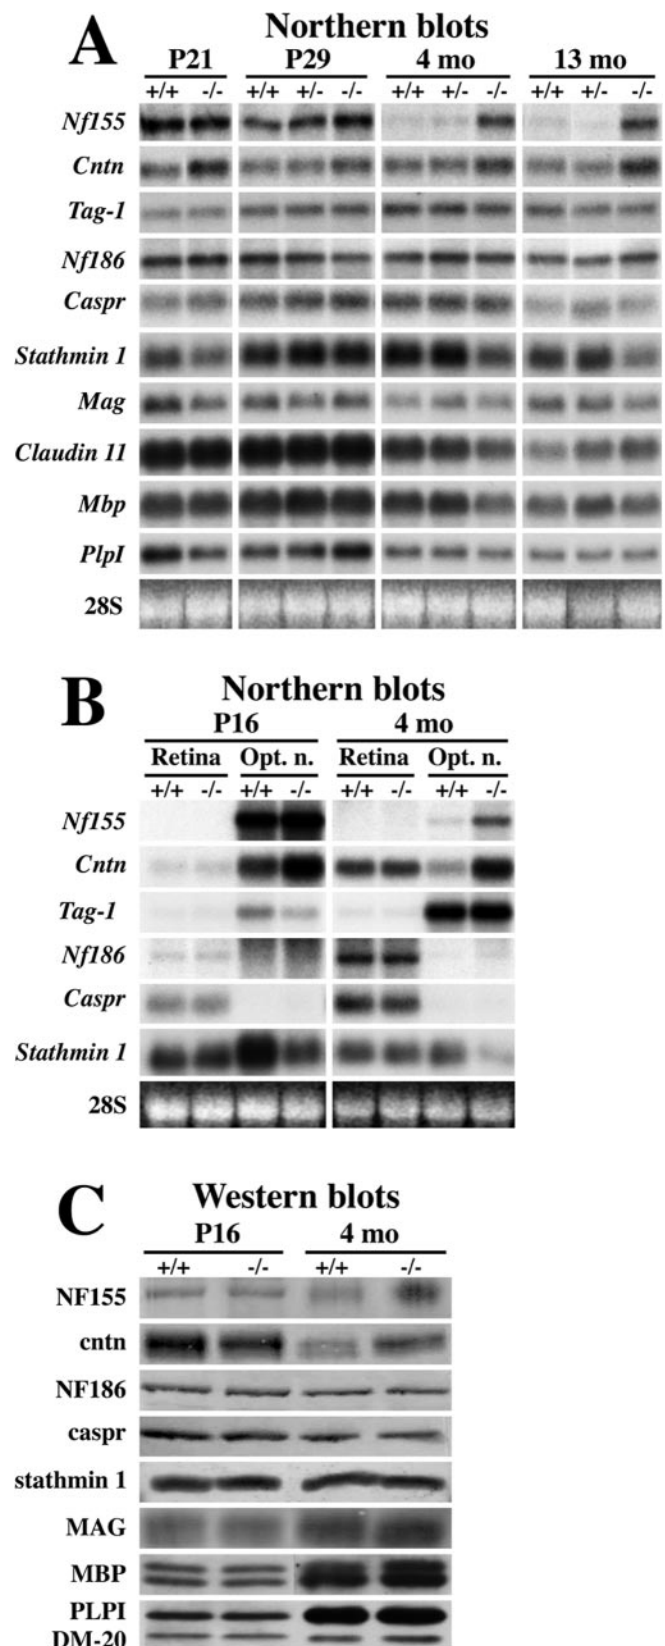 A
Northern blots
P21 P29 4 mo 13 mo
+/+ -/- +/+ +/- -/- +/+ +/- -/- +/+ +/- -/-
Nf155
Cntn
Tag-1
Nf186
Caspr
Stathmin 1
Mag
Claudin 11
Mbp
PlpI
28S
B
Northern blots
P16 4 mo
Retina Opt. n. Retina Opt. n.
+/+ -/- +/+ -/- +/+ -/- +/+ -/-
Nf155
Cntn
Tag-1
Nf186
Caspr
Stathmin 1
28S
C
Western blots
P16 4 mo
+/+ -/- +/+ -/-
NF155
cntn
NF186
caspr
stathmin 1
MAG
MBP
PLPI
DM-20